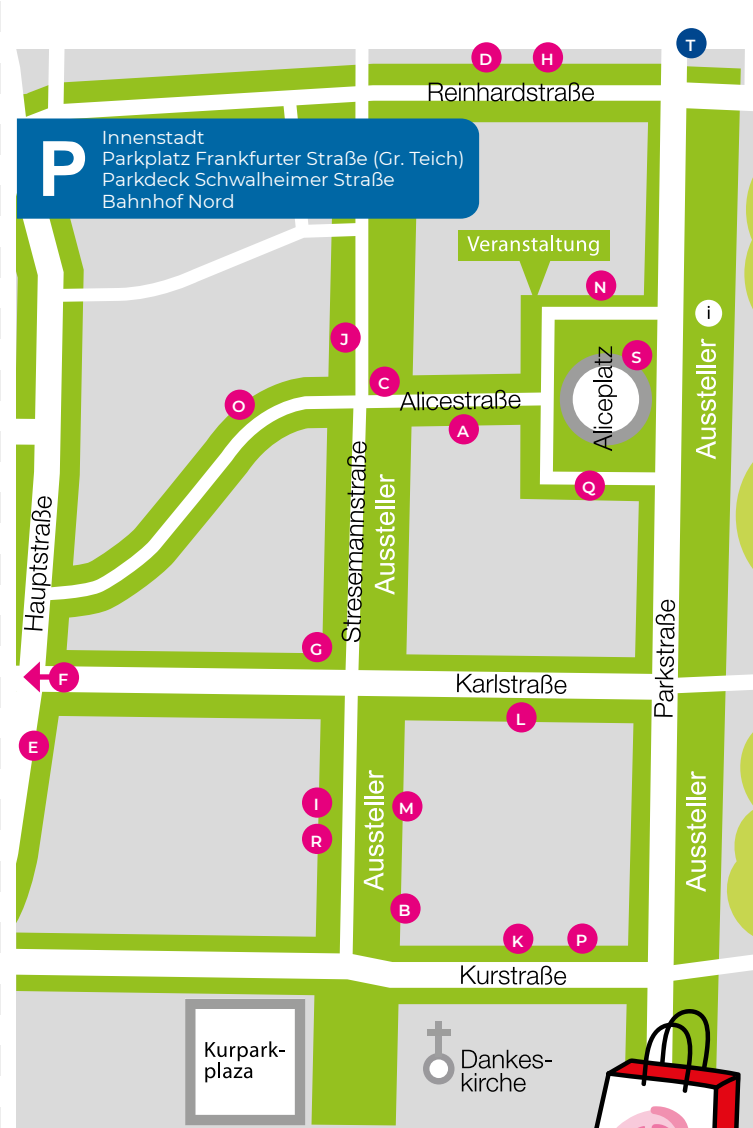 T
D
H
Reinhardstraße
P
Innenstadt
Parkplatz Frankfurter Straße (Gr. Teich)
Parkdeck Schwalheimer Straße
Bahnhof Nord
Veranstaltung
N
i
J
S
C
O
Alicestraße
Aliceplatz
Aussteller
A
Q
Hauptstraße
Stresemannstraße
Aussteller
Parkstraße
G
F
Karlstraße
L
E
I
R
M
Aussteller
Aussteller
B
K
P
Kurstraße
Kurpark-
plaza
Dankes-
kirche